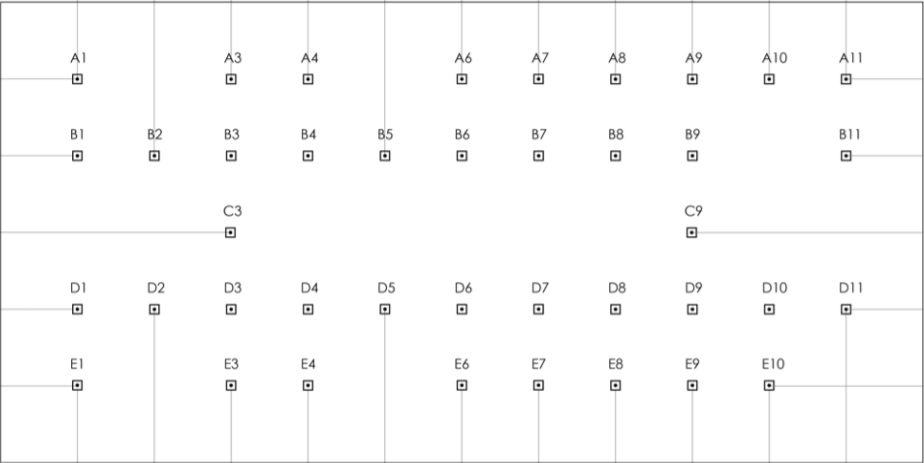 A1 A3 A4 A6 A7 A8 A9 A10 A11
B1 B2 B3 B4 B5 B6 B7 B8 B9 B11
C3 C9
D1 D2 D3 D4 D5 D6 D7 D8 D9 D10 D11
E1 E3 E4 E6 E7 E8 E9 E10